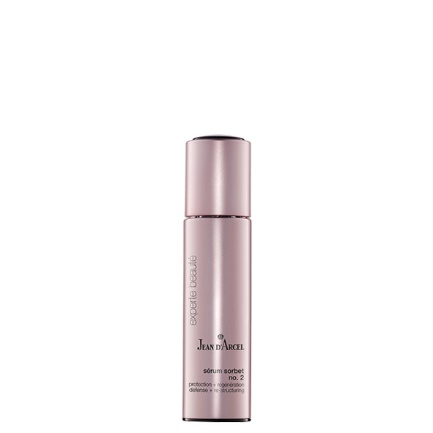 experte beauté
JEAN D'ARCEL
sérum sorbet
no. 2
protection + régénération
defense + re-structuring